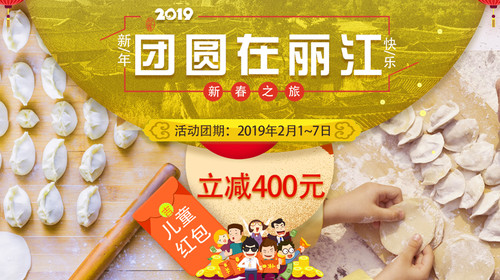 2019
新年
快乐
团圆在丽江
新春之旅
活动团期：2019年2月1~7日
立减400元
吉
儿童
红包